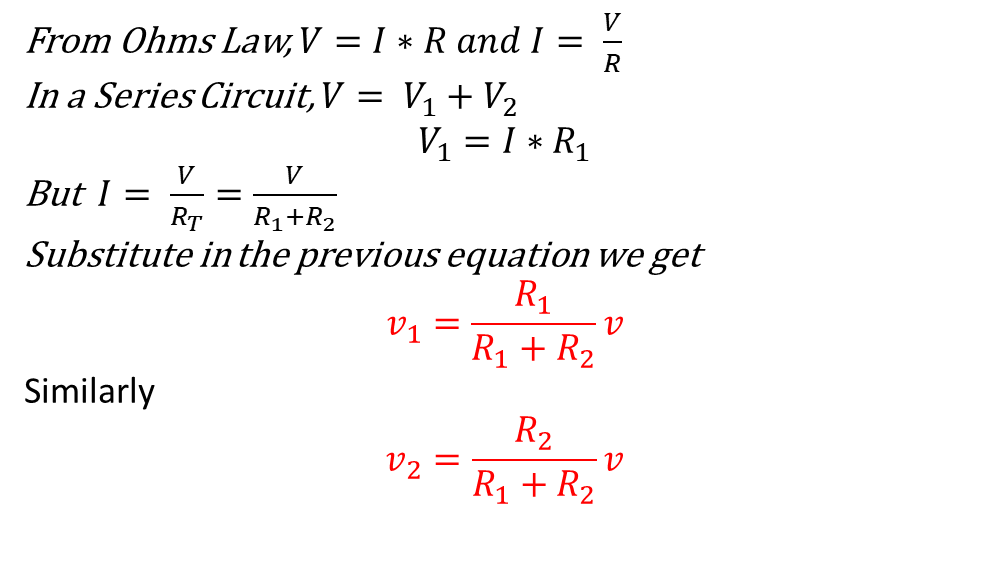 From Ohms Law, V = I ∗ R and I = V/R
In a Series Circuit, V = V₁ + V₂
V₁ = I ∗ R₁
But I = V/R_T = V/(R₁+R₂)
Substitute in the previous equation we get
v₁ = R₁/(R₁ + R₂) v
Similarly
v₂ = R₂/(R₁ + R₂) v